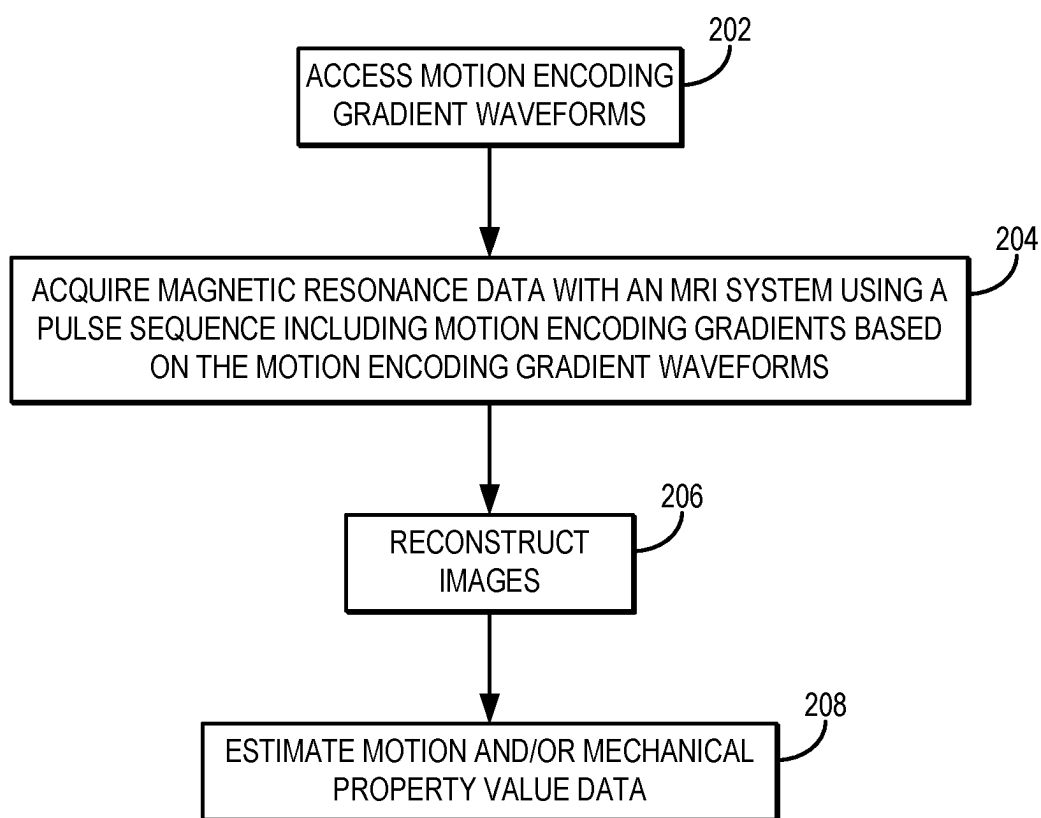 202
ACCESS MOTION ENCODING
GRADIENT WAVEFORMS
204
ACQUIRE MAGNETIC RESONANCE DATA WITH AN MRI SYSTEM USING A
PULSE SEQUENCE INCLUDING MOTION ENCODING GRADIENTS BASED
ON THE MOTION ENCODING GRADIENT WAVEFORMS
206
RECONSTRUCT
IMAGES
208
ESTIMATE MOTION AND/OR MECHANICAL
PROPERTY VALUE DATA